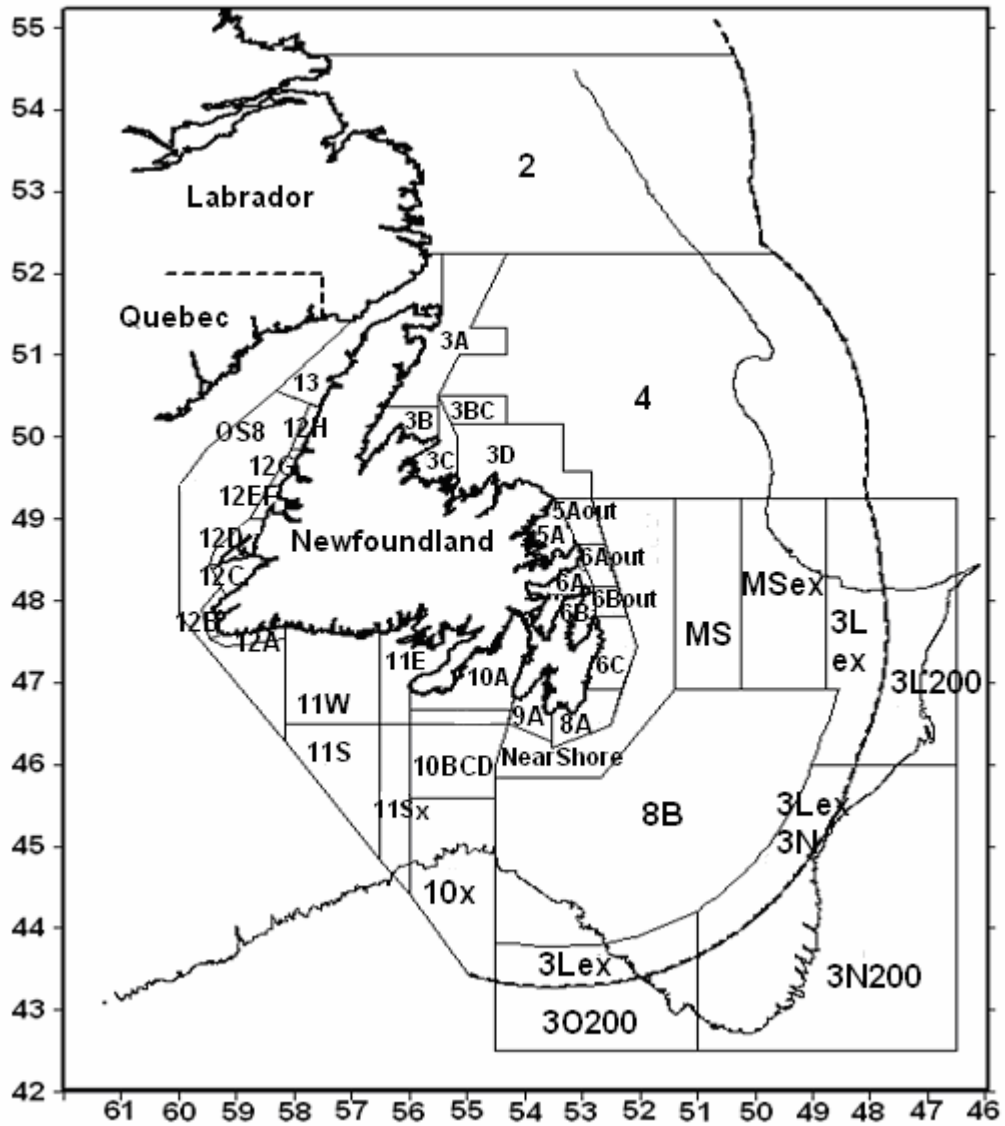 55
54
2
53
Labrador
52
Quebec
51
3A
13
4
50
OS8
12H
3B
3BC
3C
3D
12G
12EF
49
5Aout
5A
12D
Newfoundland
6Aout
12C
6A
MSex
48
6Bout
12B
6B
12A
MS
3L
ex
11E
6C
10A
3L200
47
11W
9A
8A
11S
NearShore
46
10BCD
11Sx
8B
3Lex
3N
45
10x
44
3Lex
3N200
43
3O200
42
61 60 59 58 57 56 55 54 53 52 51 50 49 48 47 46